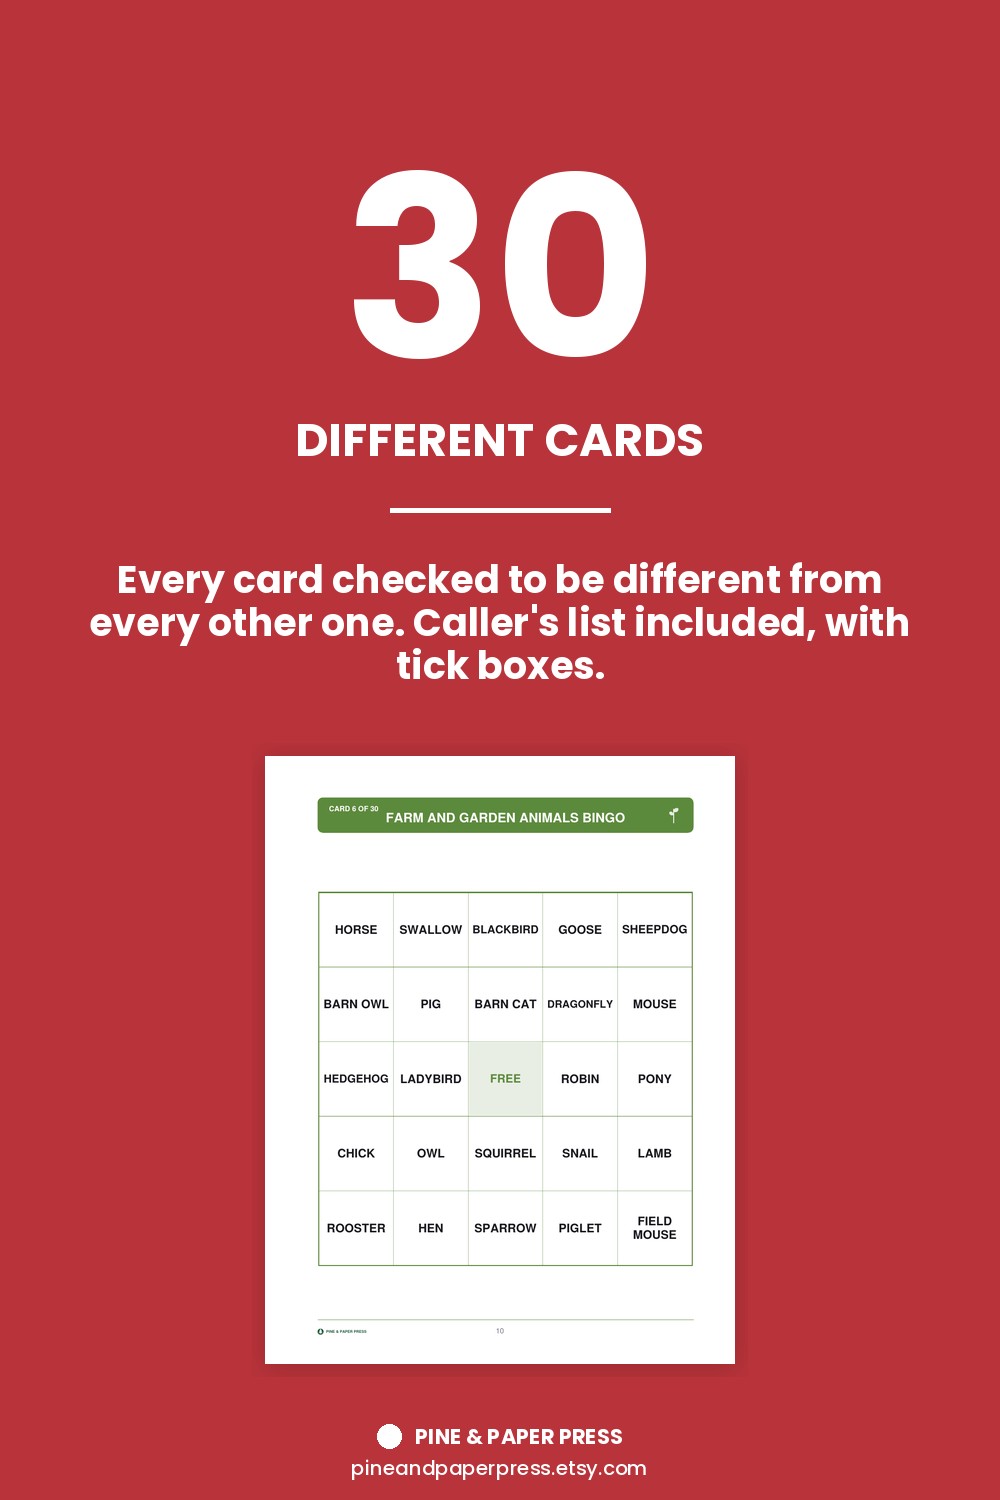 30
DIFFERENT CARDS
Every card checked to be different from
every other one. Caller's list included, with
tick boxes.
CARD 6 OF 30
FARM AND GARDEN ANIMALS BINGO
HORSE SWALLOW BLACKBIRD GOOSE SHEEPDOG
BARN OWL PIG BARN CAT DRAGONFLY MOUSE
HEDGEHOG LADYBIRD FREE ROBIN PONY
CHICK OWL SQUIRREL SNAIL LAMB
ROOSTER HEN SPARROW PIGLET FIELD
MOUSE
PINE & PAPER PRESS 10
PINE & PAPER PRESS
pineandpaperpress.etsy.com